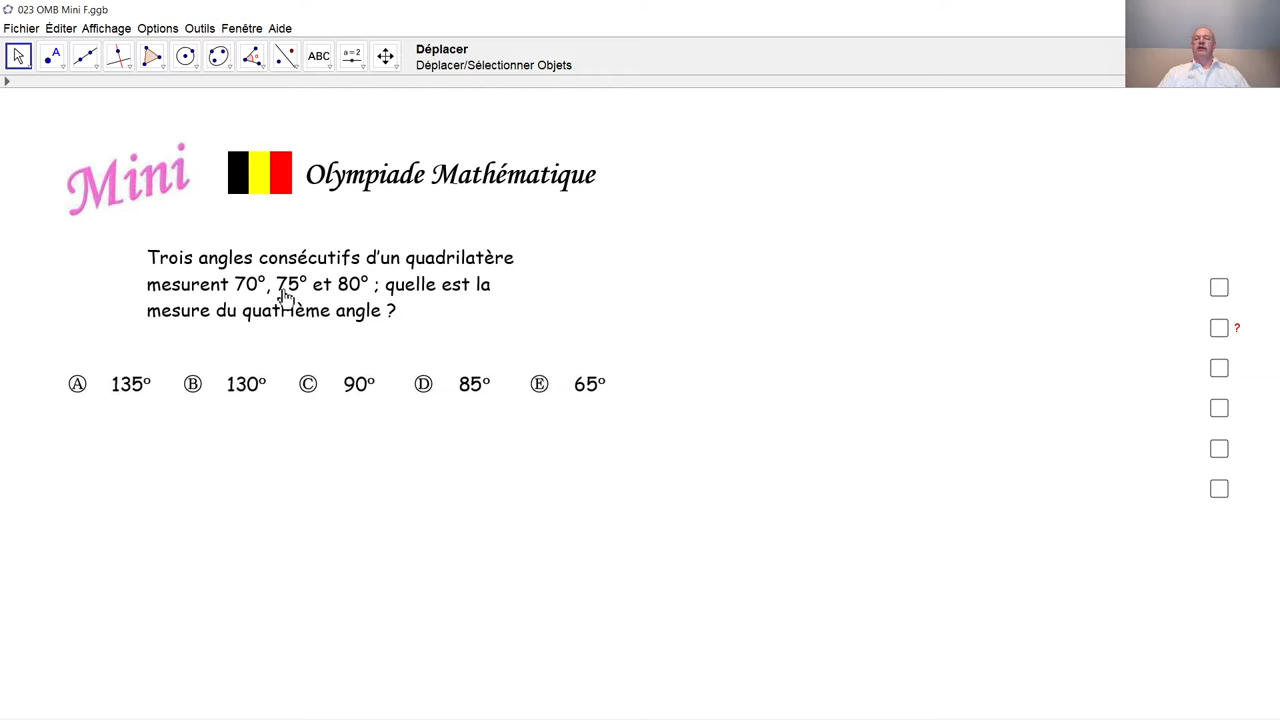 023 OMB Mini F.ggb
Fichier Éditer Affichage Options Outils Fenêtre Aide
A
ABC
a=2
Déplacer
Déplacer/Sélectionner Objets
Mini
Olympiade Mathématique
Trois angles consécutifs d'un quadrilatère
mesurent 70°, 75° et 80° ; quelle est la
mesure du quatrième angle ?
Ⓐ 135° Ⓑ 130° Ⓒ 90° Ⓓ 85° Ⓔ 65°
?